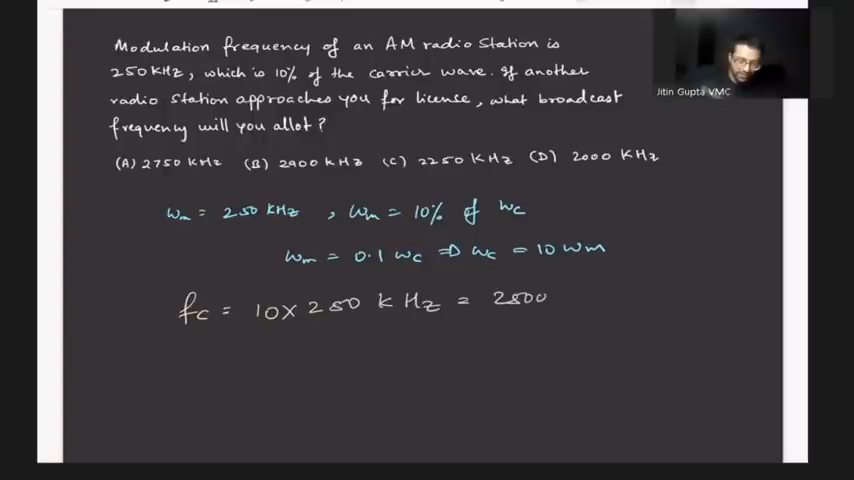 Modulation frequency of an AM radio Station is
250 KHz, which is 10% of the carrier wave. If another
radio Station approaches you for license, what broadcast
frequency will you allot?
(A) 2750 KHz (B) 2900 KHz (C) 2250 KHz (D) 2000 KHz
Jitin Gupta VMC
ωm = 250 KHz , ωm = 10% of ωc
ωm = 0.1 ωc ⇒ ωc = 10 ωm
fc = 10 × 250 KHz = 2500